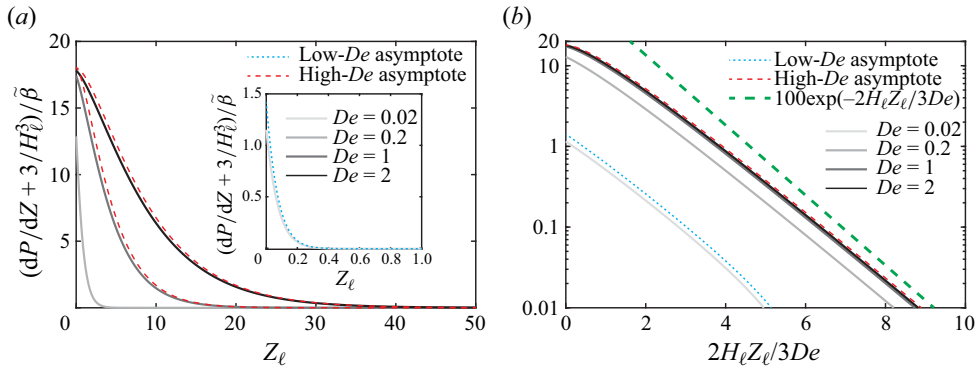 (a)
20
15
10
5
0
10
20
30
40
50
Z_ℓ
(dP/dZ + 3/H_ℓ^3)/β̃
Low-De asymptote
High-De asymptote
De = 0.02
De = 0.2
De = 1
De = 2
1.5
1.0
0.5
0
0.2
0.4
0.6
0.8
1.0
Z_ℓ
(dP/dZ + 3/H_ℓ^3)/β̃
(b)
20
10
1
0.1
0.01
0
2
4
6
8
10
2H_ℓZ_ℓ/3De
Low-De asymptote
High-De asymptote
100exp(−2H_ℓZ_ℓ/3De)
De = 0.02
De = 0.2
De = 1
De = 2